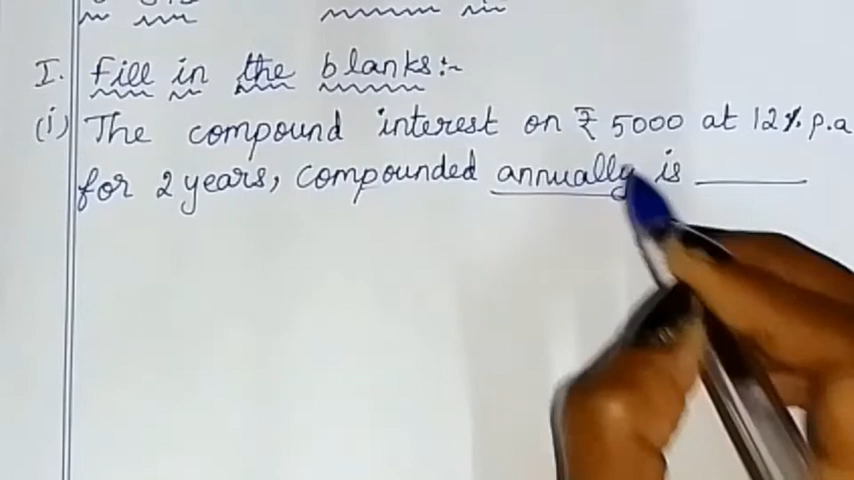 I. Fill in the blanks:-
(i) The compound interest on ₹ 5000 at 12%. p.a
for 2 years, compounded annually is ______